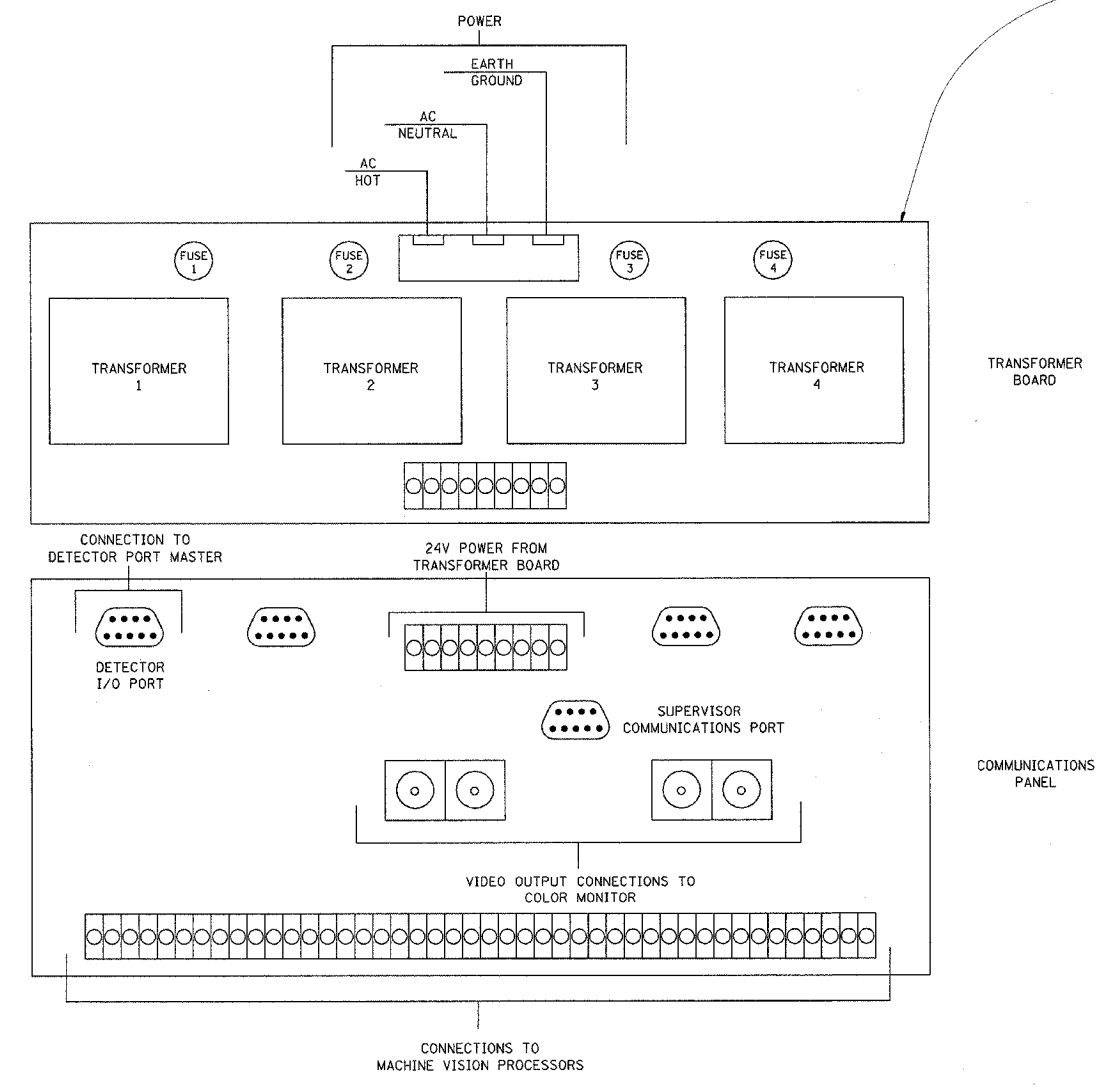 POWER
EARTH
GROUND
AC
NEUTRAL
AC
HOT
FUSE
1
FUSE
2
FUSE
3
FUSE
4
TRANSFORMER
1
TRANSFORMER
2
TRANSFORMER
3
TRANSFORMER
4
TRANSFORMER
BOARD
CONNECTION TO
DETECTOR PORT MASTER
24V POWER FROM
TRANSFORMER BOARD
DETECTOR
I/O PORT
SUPERVISOR
COMMUNICATIONS PORT
COMMUNICATIONS
PANEL
VIDEO OUTPUT CONNECTIONS TO
COLOR MONITOR
CONNECTIONS TO
MACHINE VISION PROCESSORS